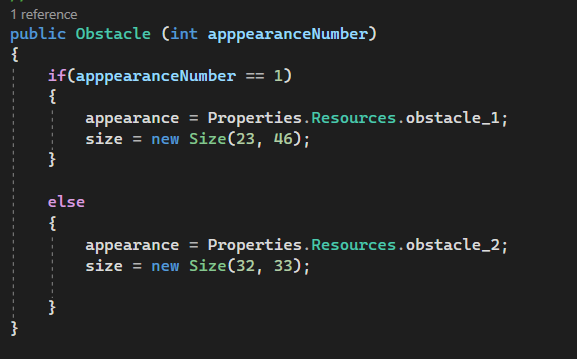 1 reference
public Obstacle (int apppearanceNumber)
{
if(apppearanceNumber == 1)
{
appearance = Properties.Resources.obstacle_1;
size = new Size(23, 46);
}
else
{
appearance = Properties.Resources.obstacle_2;
size = new Size(32, 33);
}
}